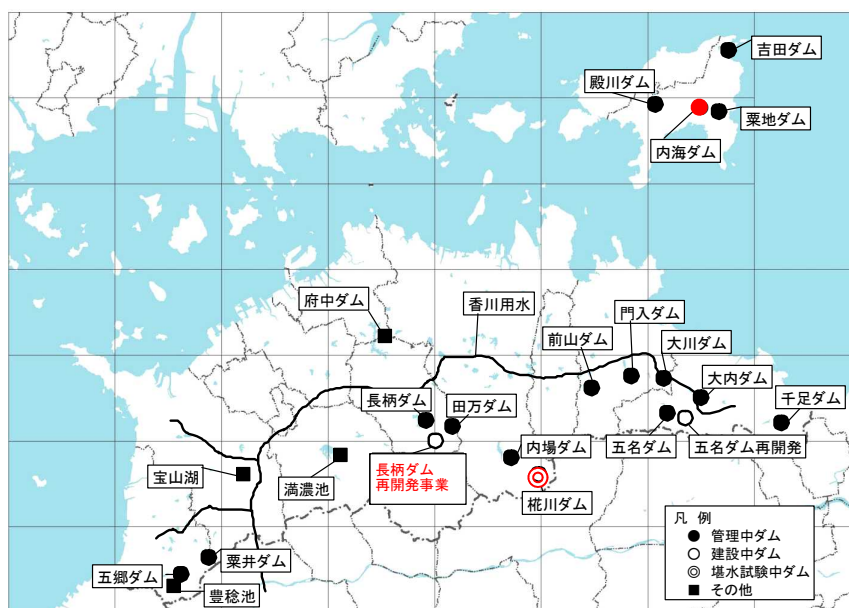 吉田ダム
殿川ダム
内海ダム
粟地ダム
府中ダム
香川用水
門入ダム
前山ダム
大川ダム
大内ダム
長柄ダム
田万ダム
千足ダム
内場ダム
五名ダム
五名ダム再開発
宝山湖
満濃池
長柄ダム
再開発事業
椛川ダム
五郷ダム
粟井ダム
豊稔池
凡 例
管理中ダム
建設中ダム
堪水試験中ダム
その他